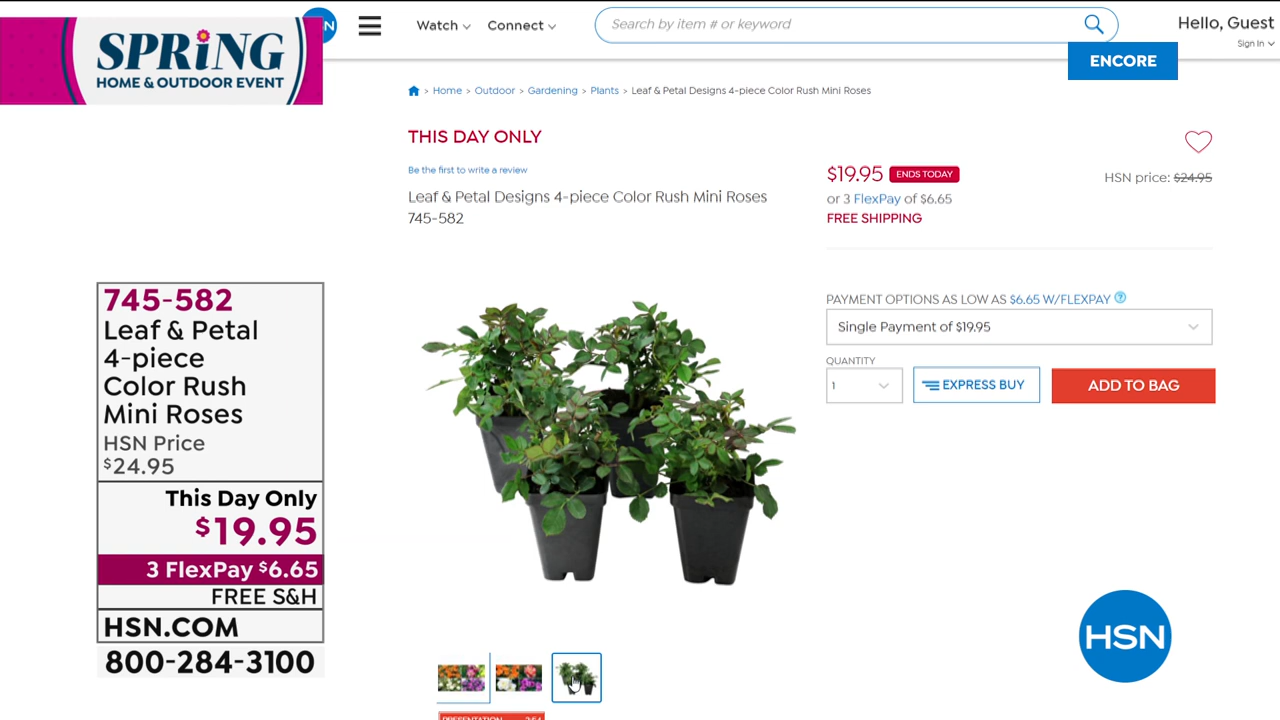 SPRING
HOME & OUTDOOR EVENT
N
Watch
Connect
Search by item # or keyword
Hello, Guest
Sign In
ENCORE
> Home > Outdoor > Gardening > Plants > Leaf & Petal Designs 4-piece Color Rush Mini Roses
THIS DAY ONLY
Be the first to write a review
Leaf & Petal Designs 4-piece Color Rush Mini Roses
745-582
$19.95 ENDS TODAY
HSN price: $24.95
or 3 FlexPay of $6.65
FREE SHIPPING
PAYMENT OPTIONS AS LOW AS $6.65 W/FLEXPAY ?
Single Payment of $19.95
QUANTITY
1
EXPRESS BUY
ADD TO BAG
745-582
Leaf & Petal
4-piece
Color Rush
Mini Roses
HSN Price
$24.95
This Day Only
$19.95
3 FlexPay $6.65
FREE S&H
HSN.COM
800-284-3100
HSN
PRESENTATION